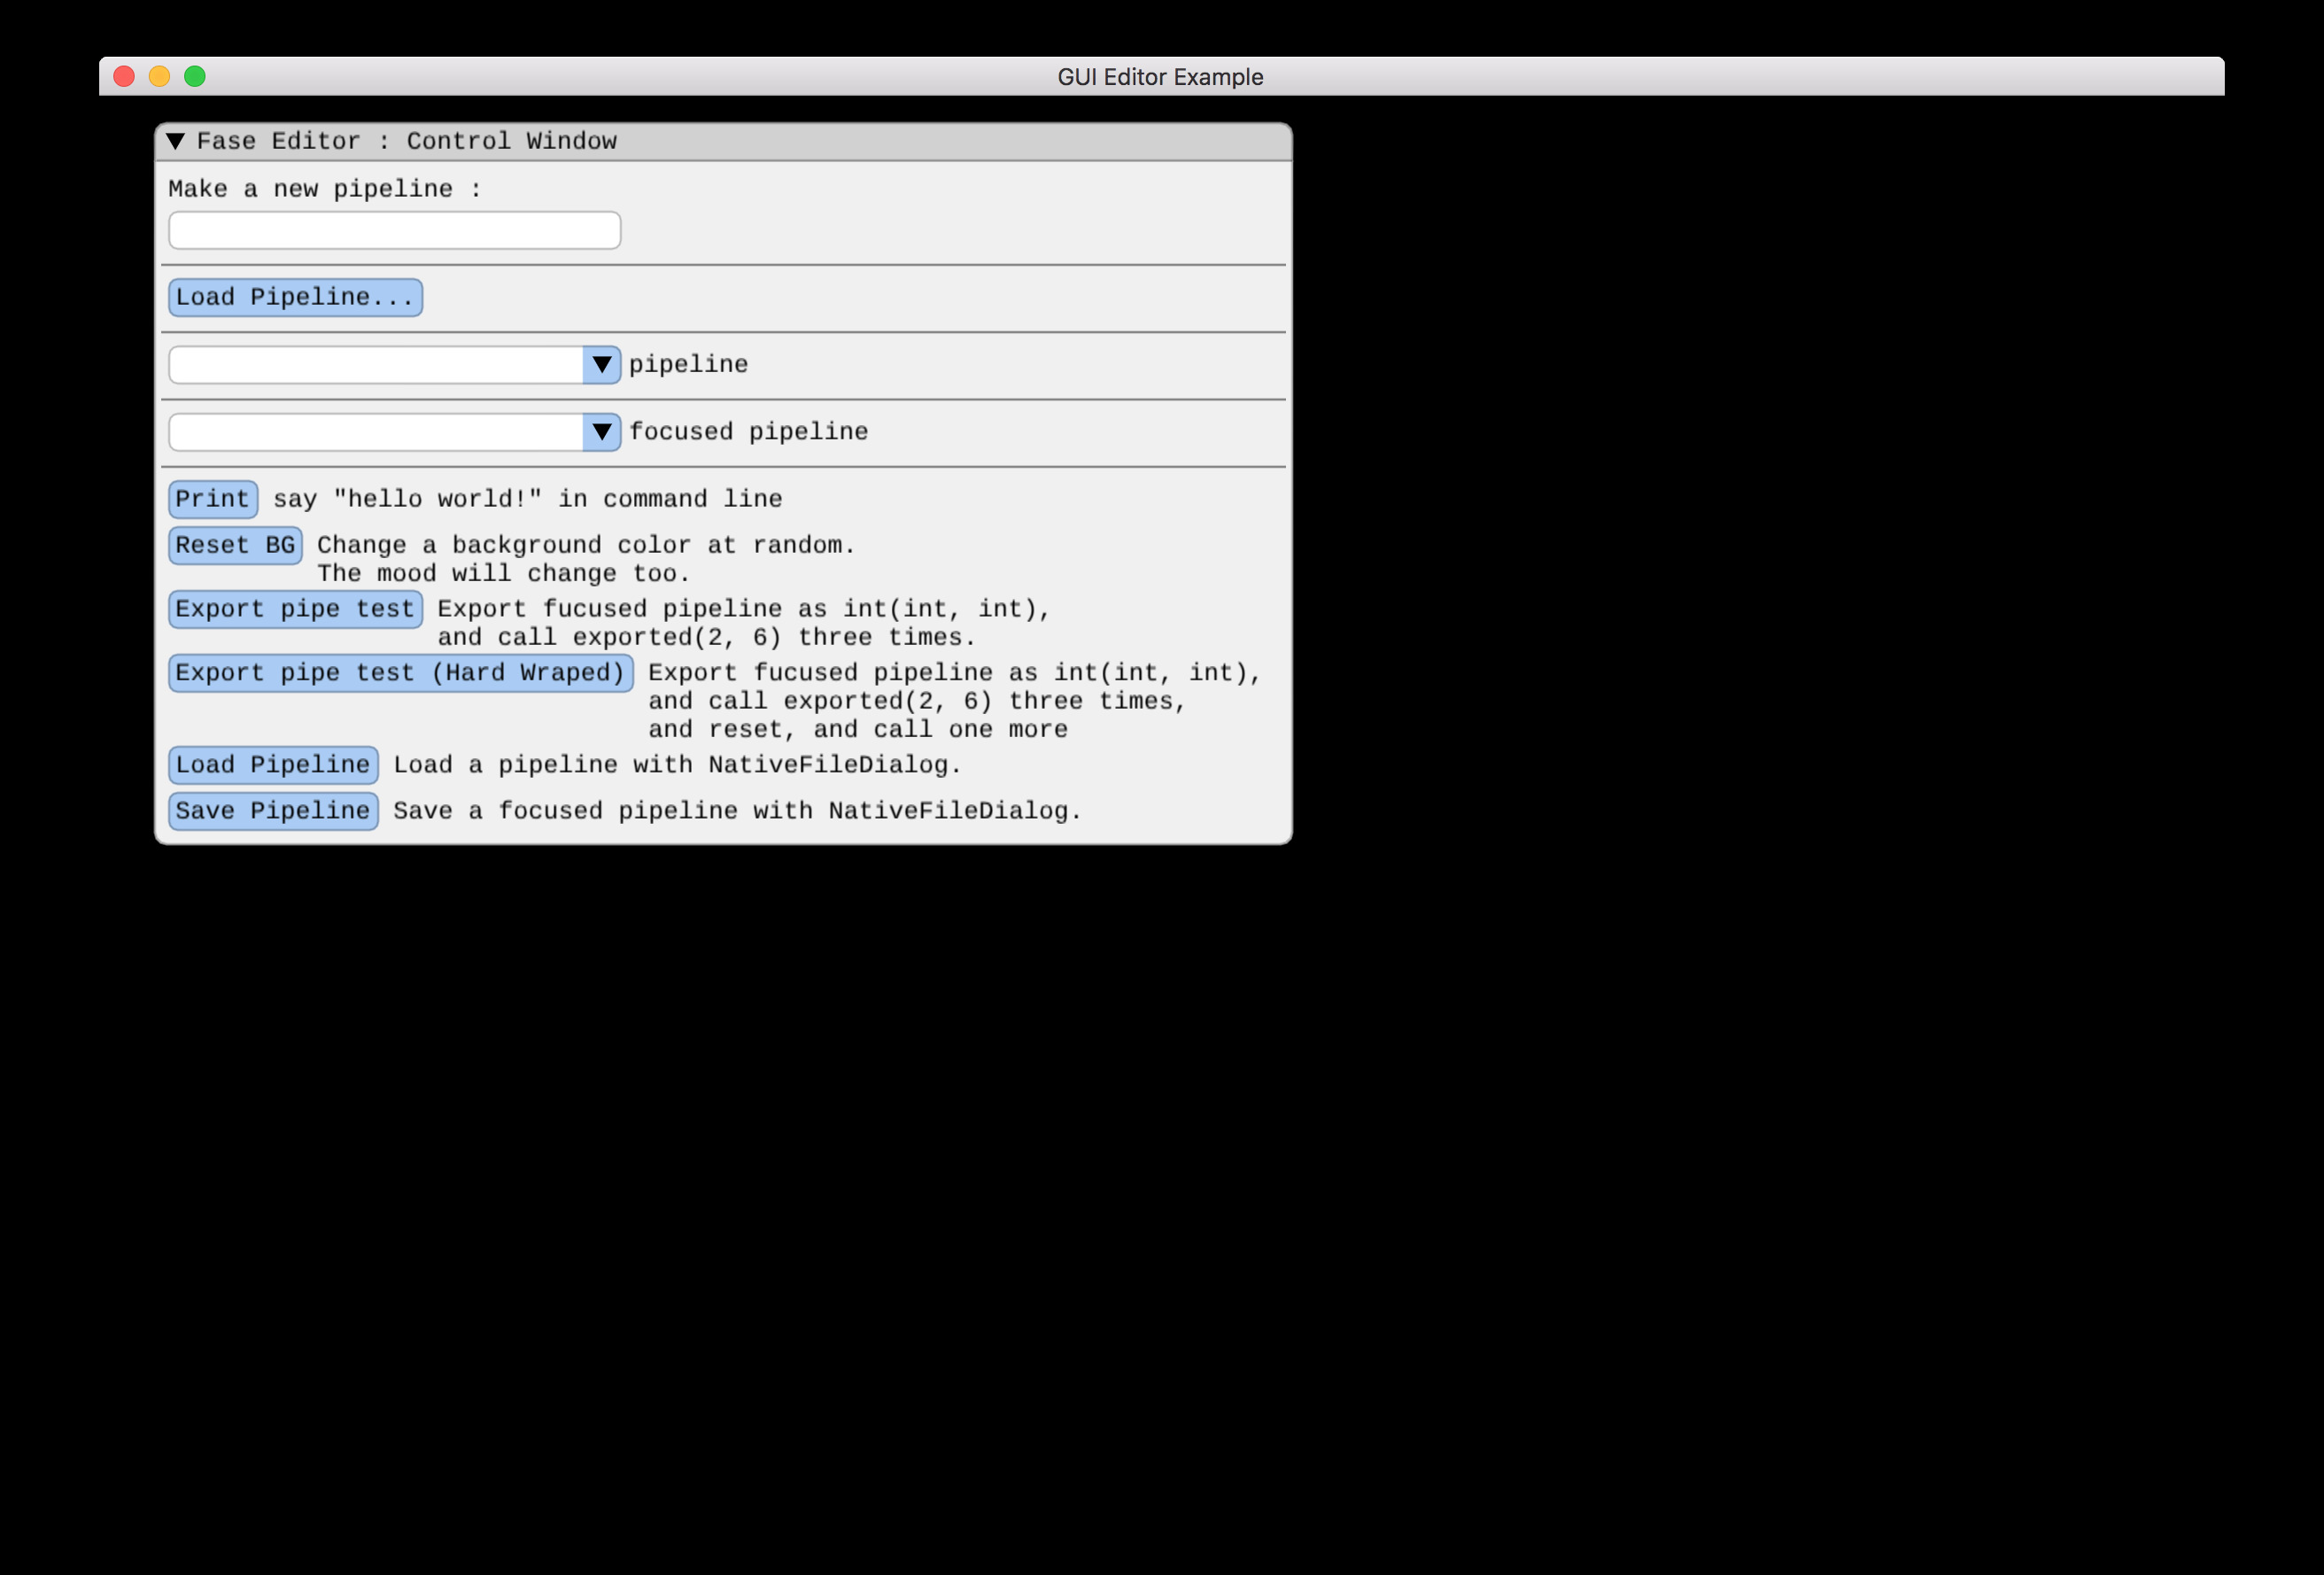 GUI Editor Example
Fase Editor : Control Window
Make a new pipeline :
Load Pipeline...
pipeline
focused pipeline
Print say "hello world!" in command line
Reset BG Change a background color at random.
The mood will change too.
Export pipe test Export fucused pipeline as int(int, int),
and call exported(2, 6) three times.
Export pipe test (Hard Wraped) Export fucused pipeline as int(int, int),
and call exported(2, 6) three times,
and reset, and call one more
Load Pipeline Load a pipeline with NativeFileDialog.
Save Pipeline Save a focused pipeline with NativeFileDialog.